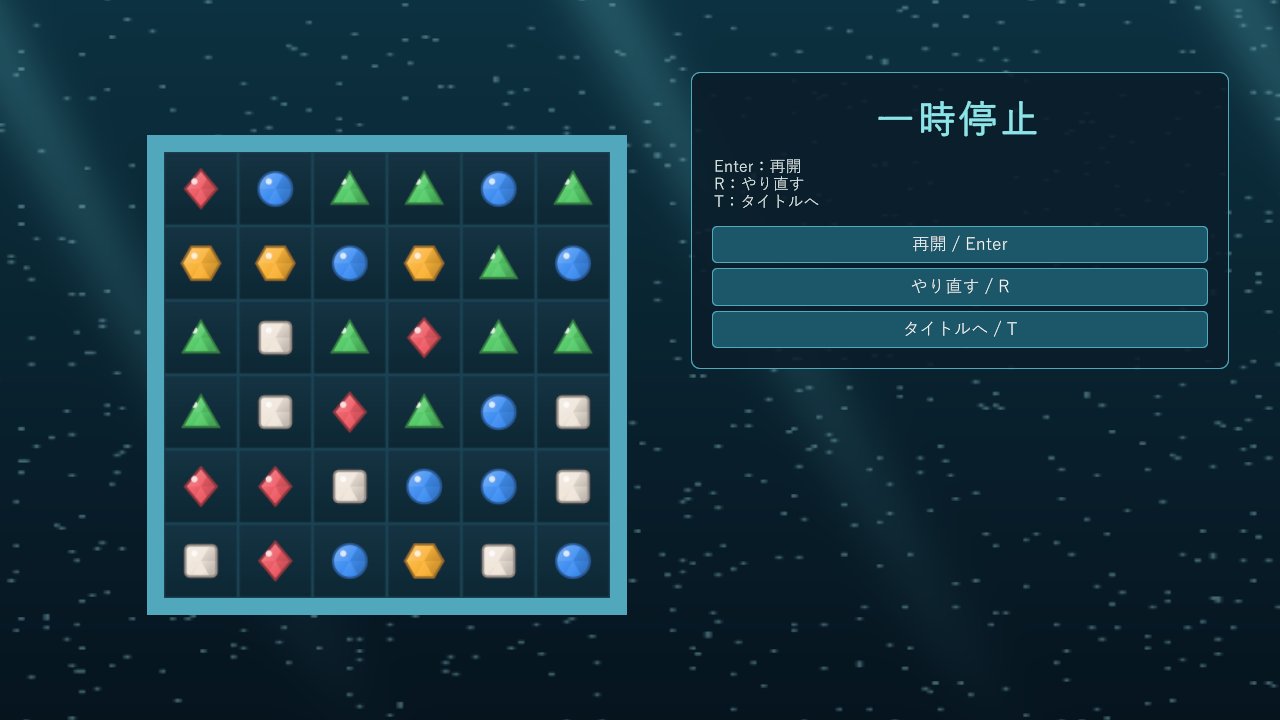 一時停止
Enter：再開
R：やり直す
T：タイトルへ
再開 / Enter
やり直す / R
タイトルへ / T